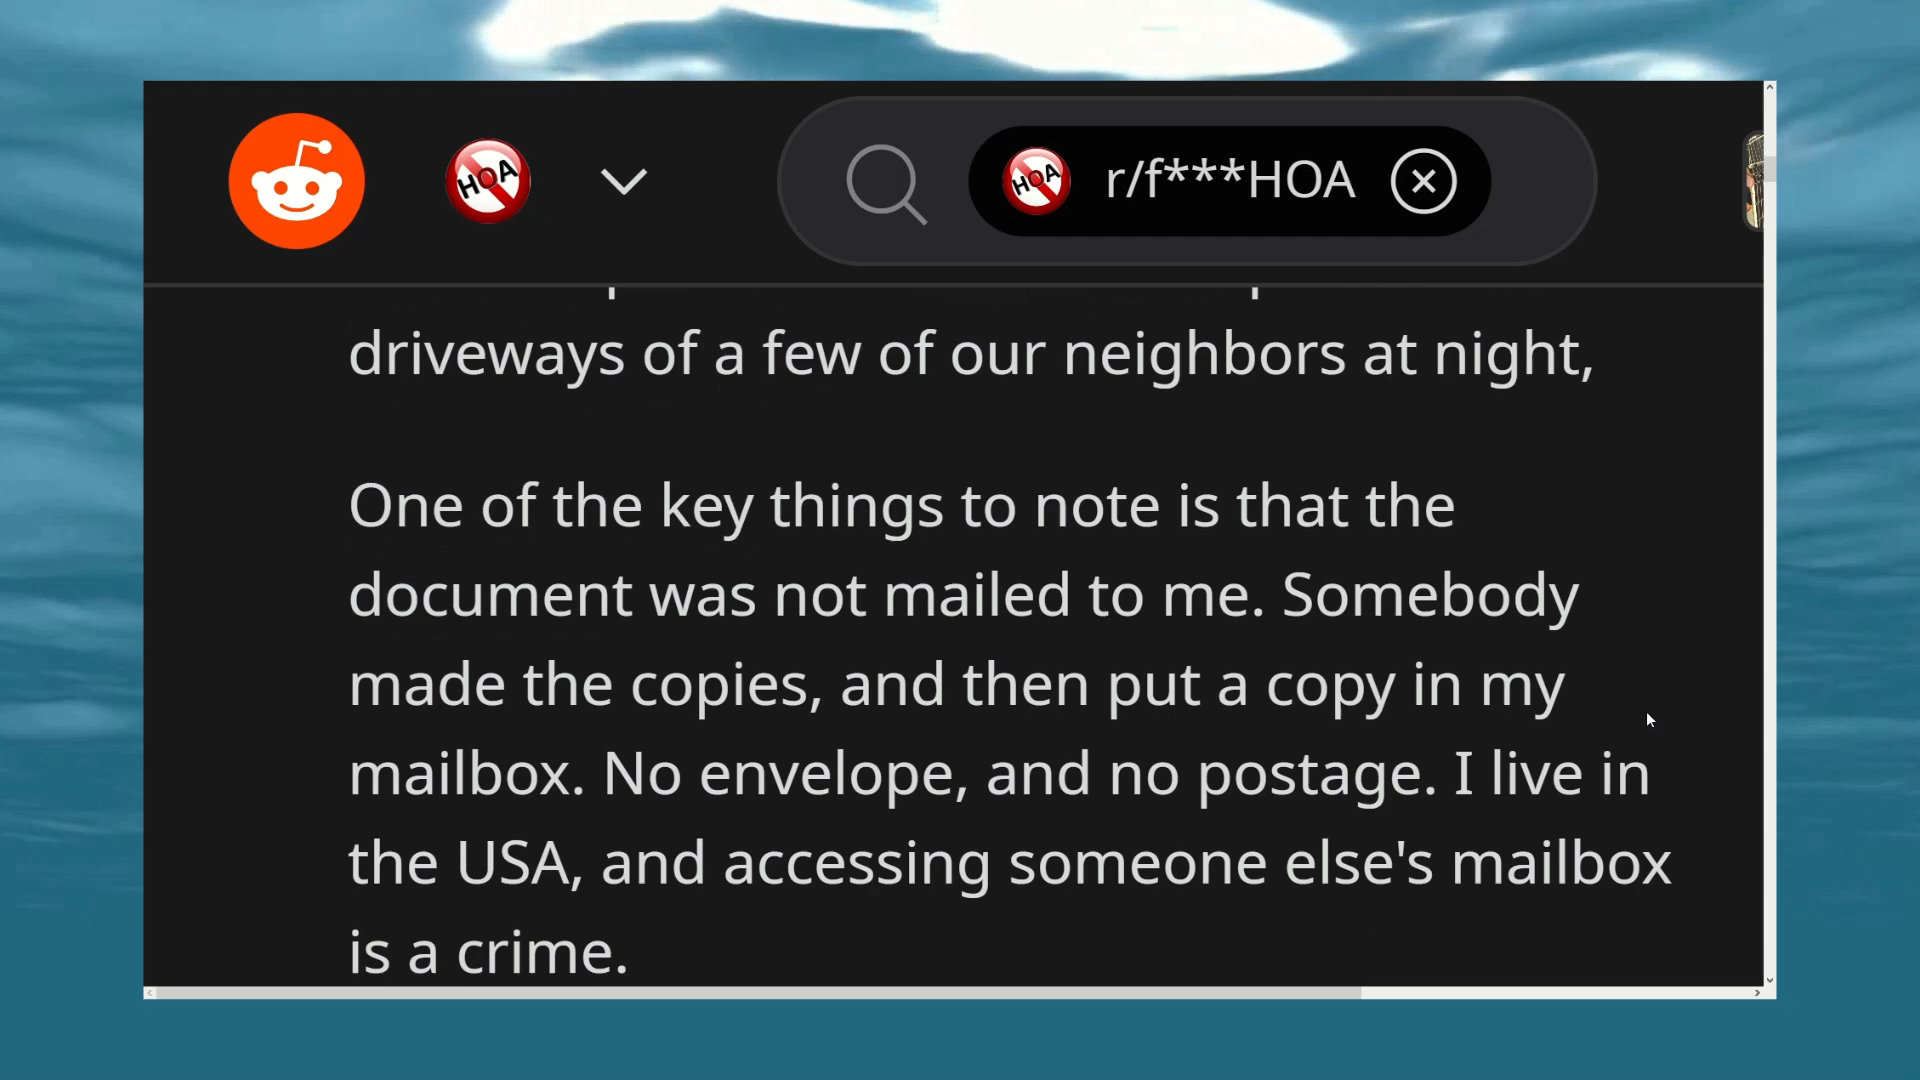 HOA
HOA r/f***HOA
driveways of a few of our neighbors at night,
One of the key things to note is that the
document was not mailed to me. Somebody
made the copies, and then put a copy in my
mailbox. No envelope, and no postage. I live in
the USA, and accessing someone else's mailbox
is a crime.